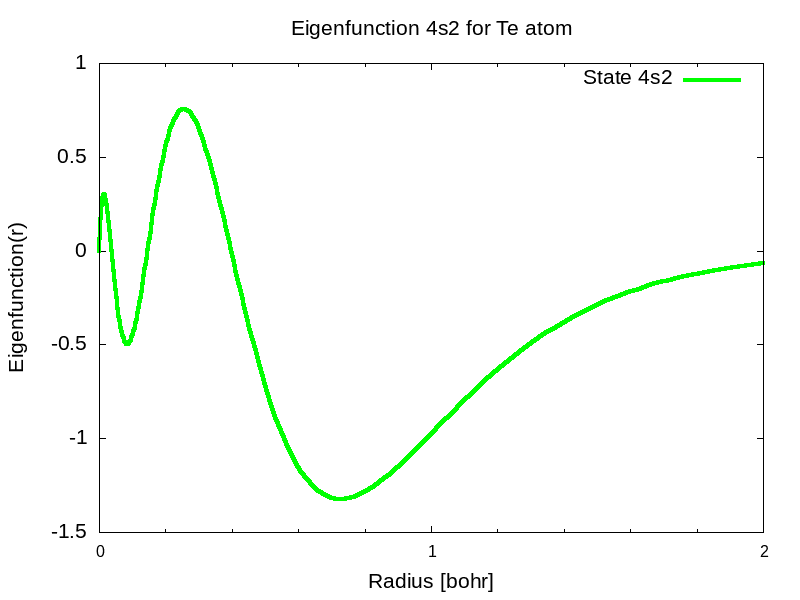 Eigenfunction 4s2 for Te atom
State 4s2
1
0.5
0
-0.5
-1
-1.5
Eigenfunction(r)
0 1 2
Radius [bohr]